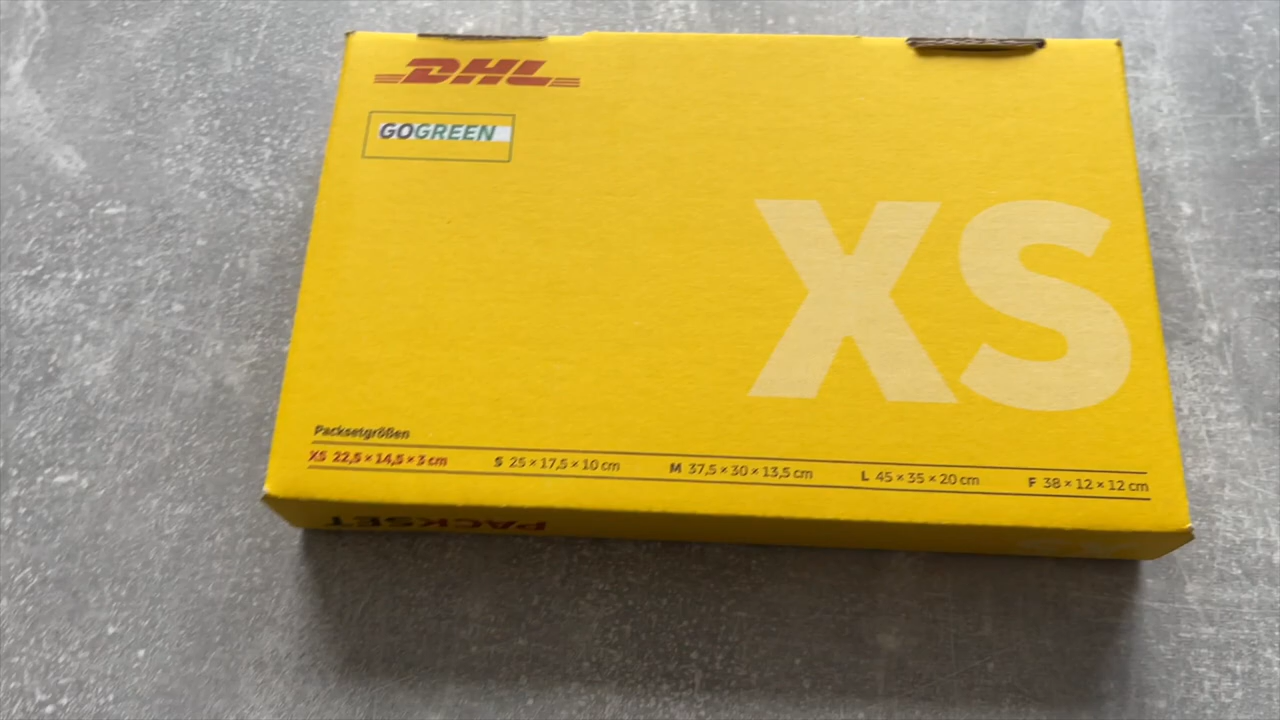 DHL
GOGREEN
XS
Packsetgrößen
XS 22,5 × 14,5 × 3 cm S 25 × 17,5 × 10 cm M 37,5 × 30 × 13,5 cm L 45 × 35 × 20 cm F 38 × 12 × 12 cm
PACKSET
XS